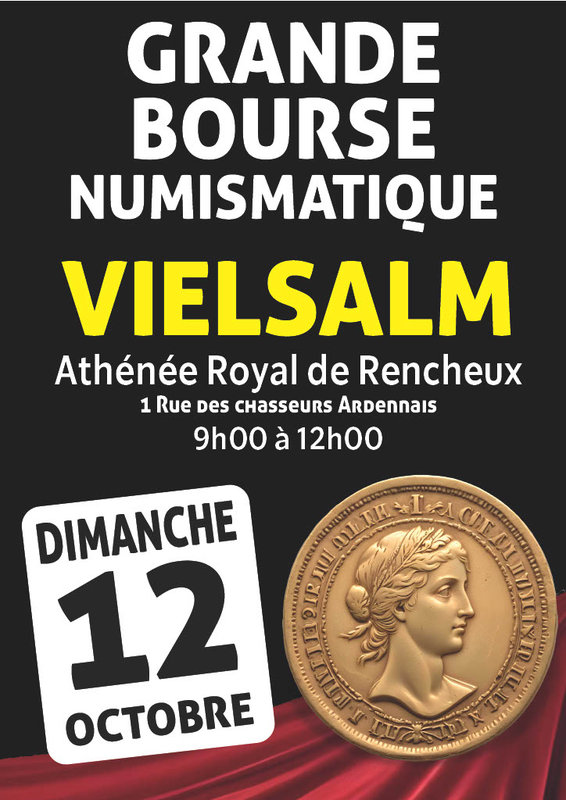 GRANDE
BOURSE
NUMISMATIQUE
VIELSALM
Athénée Royal de Rencheux
1 Rue des chasseurs Ardennais
9h00 à 12h00
DIMANCHE
12
OCTOBRE